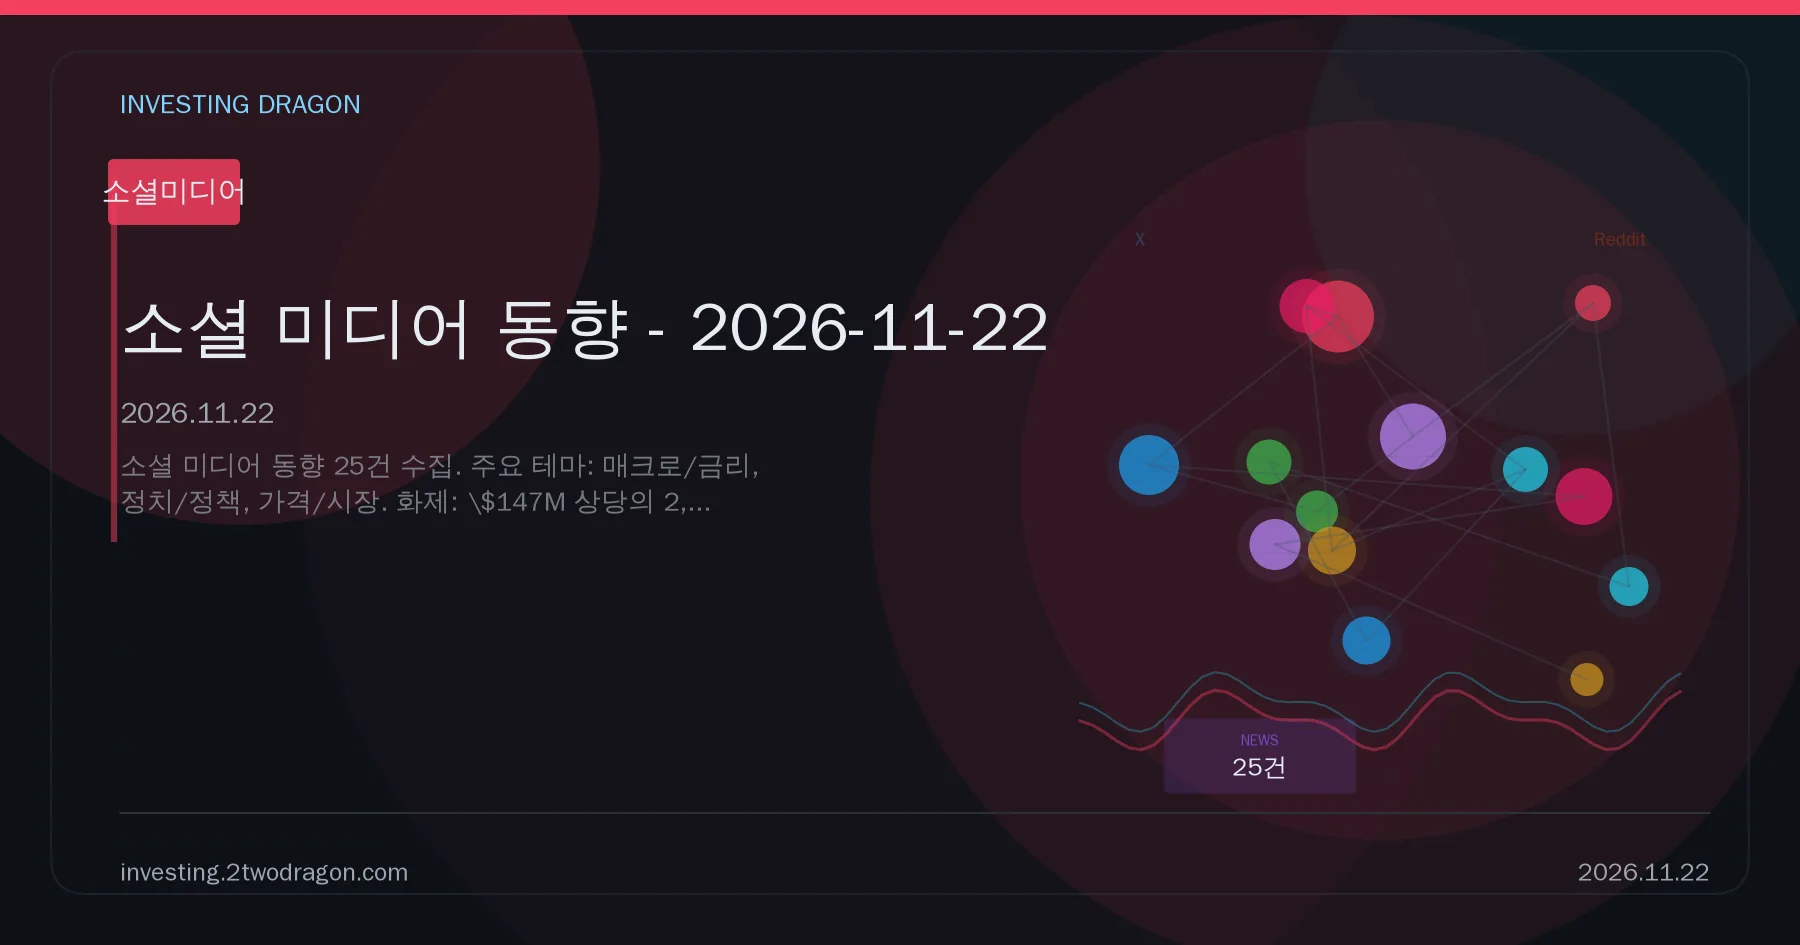 INVESTING DRAGON
소셜미디어
소셜 미디어 동향 - 2026-11-22
2026.11.22
소셜 미디어 동향 25건 수집. 주요 테마: 매크로/금리,
정치/정책, 가격/시장. 화제: \$147M 상당의 2,...
X
Reddit
NEWS
25건
investing.2twodragon.com
2026.11.22